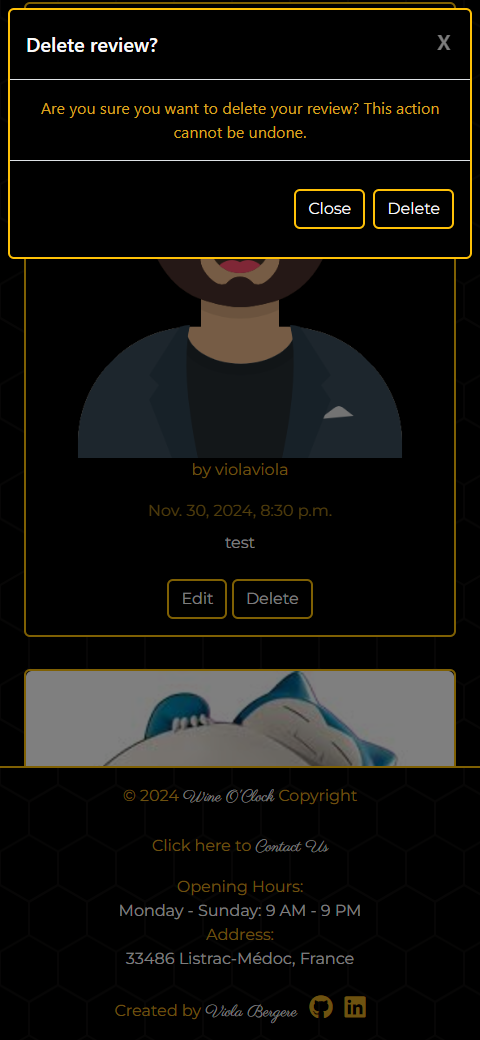 Delete review?
X
Are you sure you want to delete your review? This action
cannot be undone.
Close
Delete
by violaviola
Nov. 30, 2024, 8:30 p.m.
test
Edit
Delete
© 2024 Wine O'Clock Copyright
Click here to Contact Us
Opening Hours:
Monday - Sunday: 9 AM - 9 PM
Address:
33486 Listrac-Médoc, France
Created by Viola Bergere
in